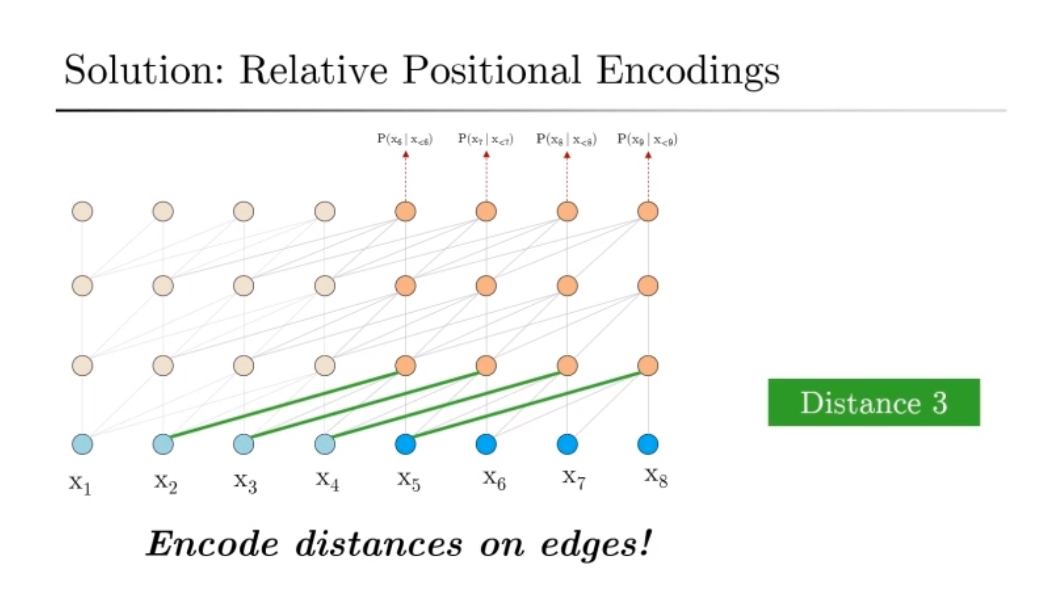 Solution: Relative Positional Encodings
P(x₆ | x<₆) P(x₇ | x<₇) P(x₈ | x<₈) P(x₉ | x<₉)
Distance 3
x₁ x₂ x₃ x₄ x₅ x₆ x₇ x₈
Encode distances on edges!